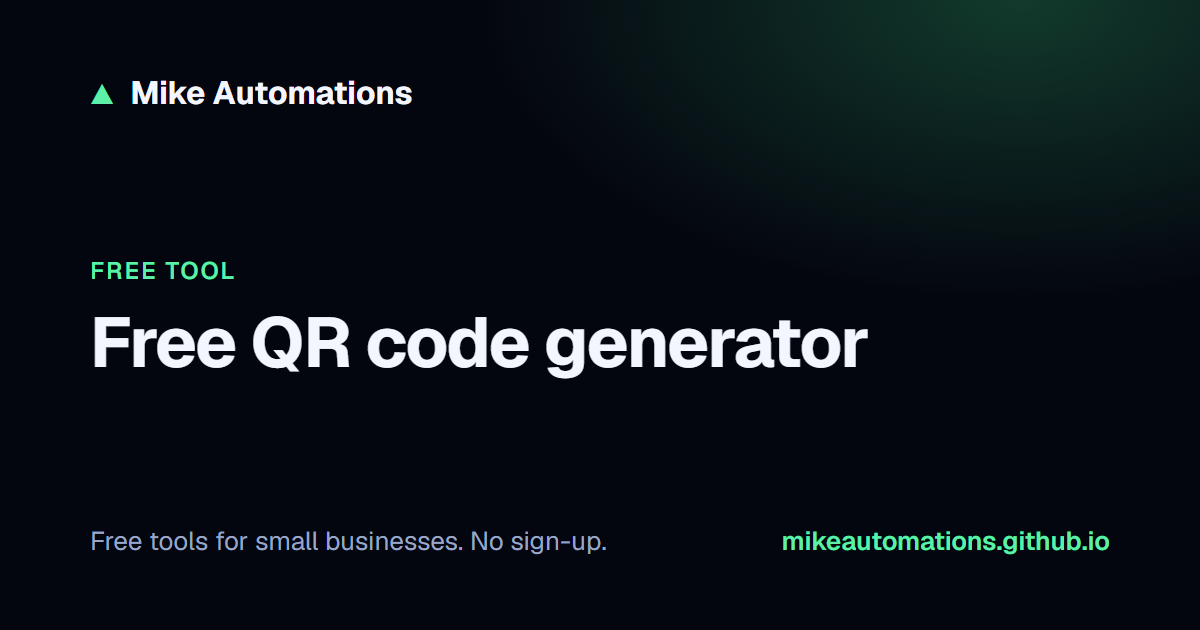 Mike Automations
FREE TOOL
Free QR code generator
Free tools for small businesses. No sign-up.
mikeautomations.github.io